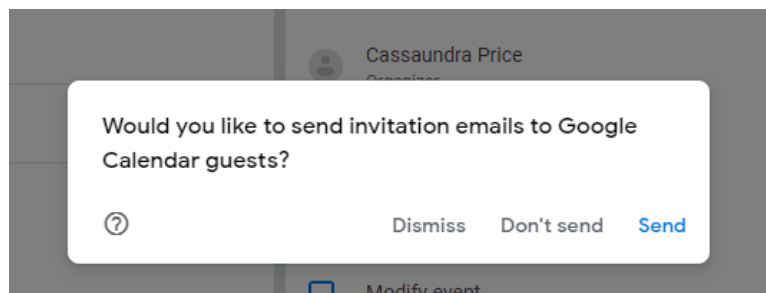 Cassaundra Price
Organizer
Would you like to send invitation emails to Google
Calendar guests?
Dismiss Don't send Send
Modify event